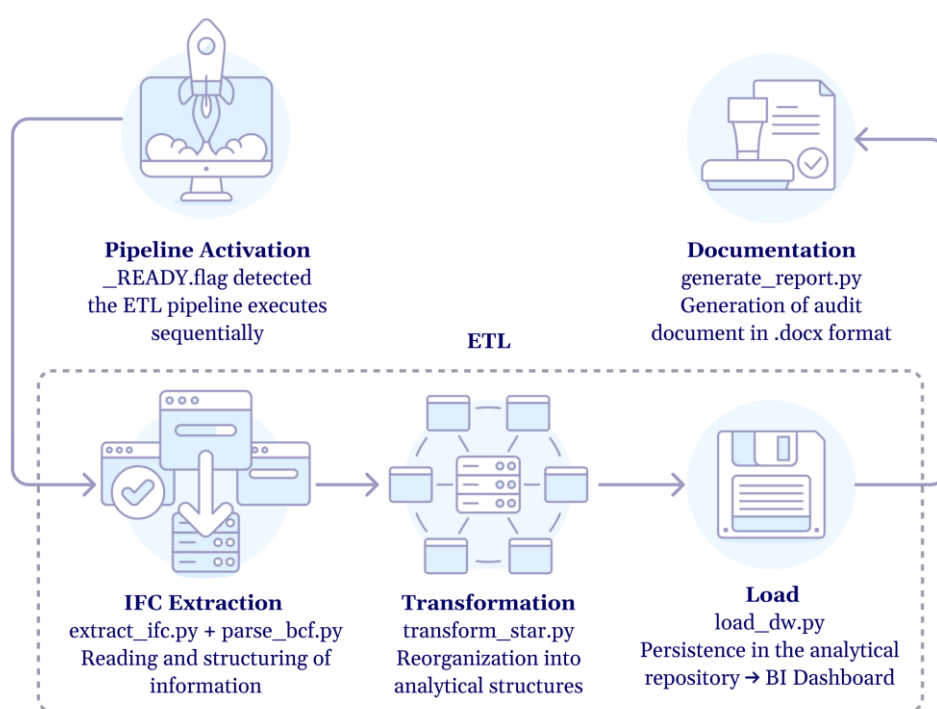 Pipeline Activation
_READY.flag detected
the ETL pipeline executes
sequentially
Documentation
generate_report.py
Generation of audit
document in .docx format
ETL
IFC Extraction
extract_ifc.py + parse_bcf.py
Reading and structuring of
information
Transformation
transform_star.py
Reorganization into
analytical structures
Load
load_dw.py
Persistence in the analytical
repository → BI Dashboard